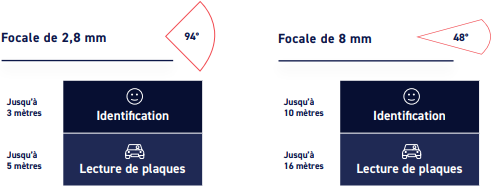 Focale de 2,8 mm
94°
Jusqu'à
3 mètres
Identification
Jusqu'à
5 mètres
Lecture de plaques
Focale de 8 mm
48°
Jusqu'à
10 mètres
Identification
Jusqu'à
16 mètres
Lecture de plaques